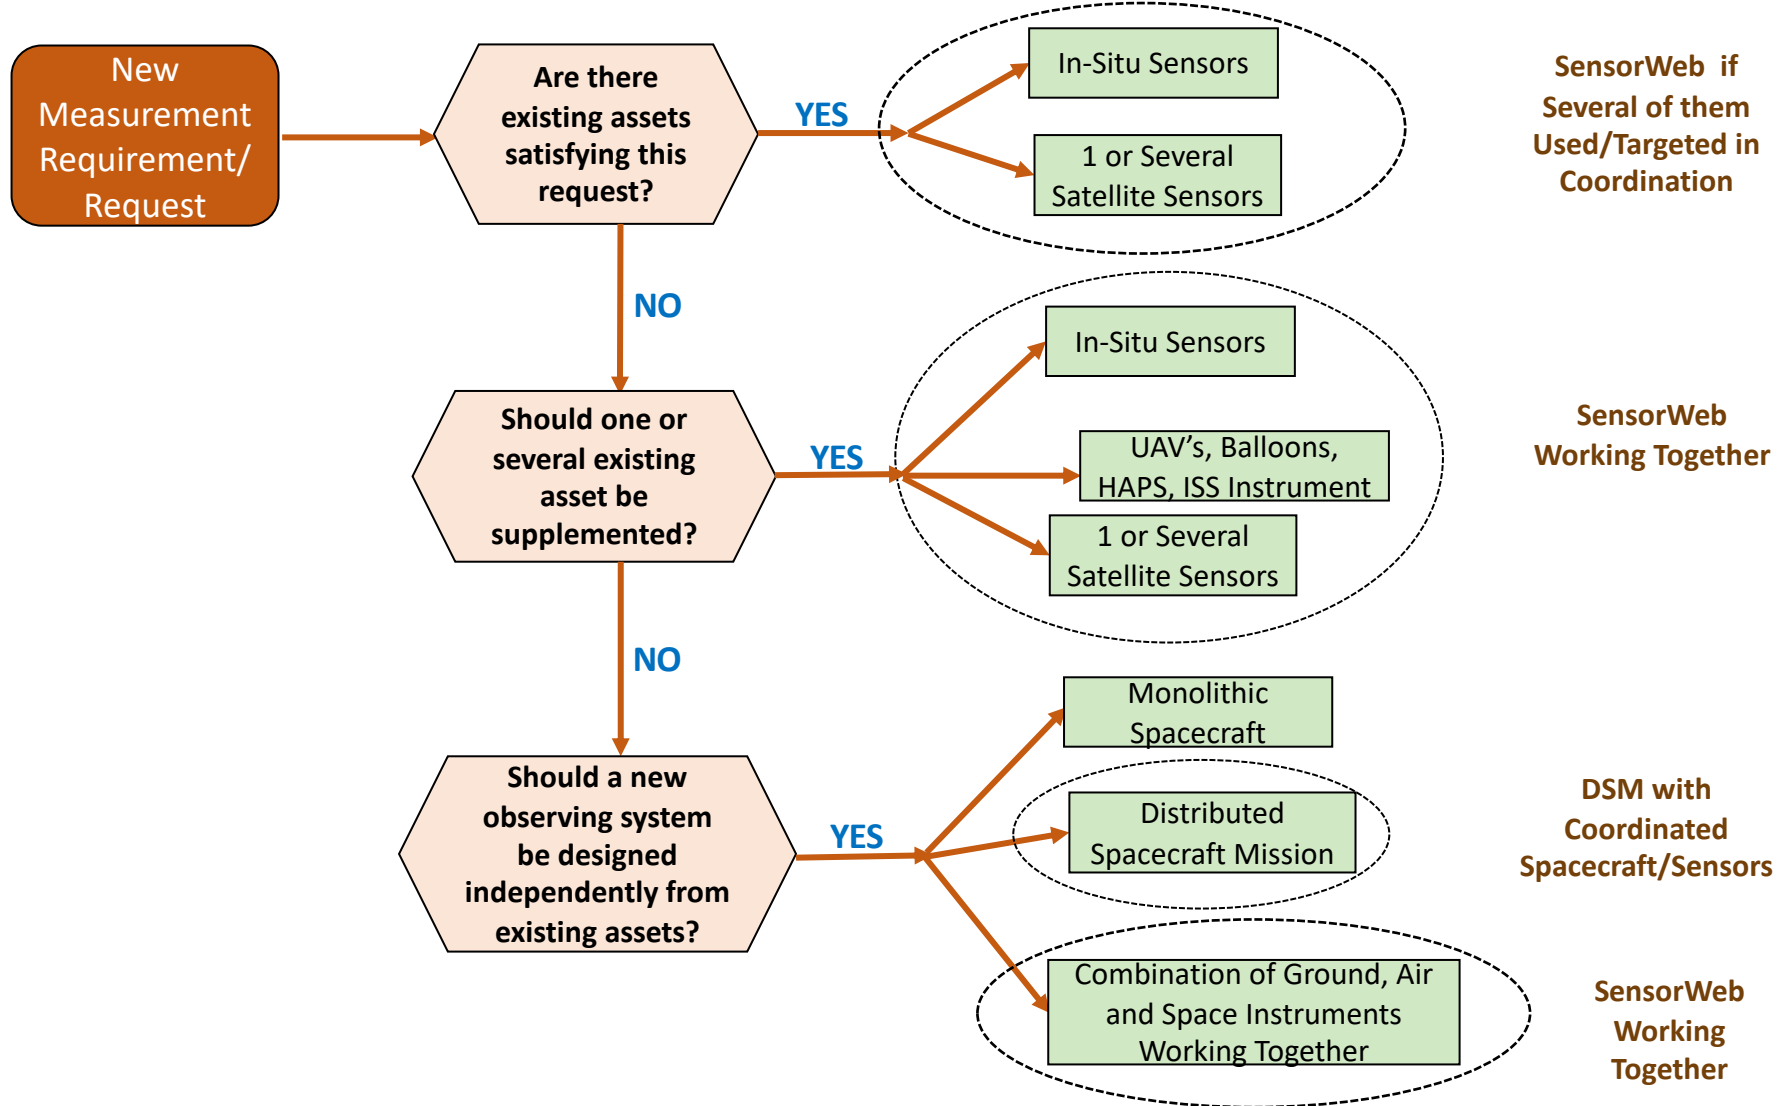 New
Measurement
Requirement/
Request
Are there
existing assets
satisfying this
request?
YES
In-Situ Sensors
1 or Several
Satellite Sensors
SensorWeb if
Several of them
Used/Targeted in
Coordination
NO
Should one or
several existing
asset be
supplemented?
YES
In-Situ Sensors
UAV's, Balloons,
HAPS, ISS Instrument
1 or Several
Satellite Sensors
SensorWeb
Working Together
NO
Should a new
observing system
be designed
independently from
existing assets?
YES
Monolithic
Spacecraft
Distributed
Spacecraft Mission
DSM with
Coordinated
Spacecraft/Sensors
Combination of Ground, Air
and Space Instruments
Working Together
SensorWeb
Working
Together